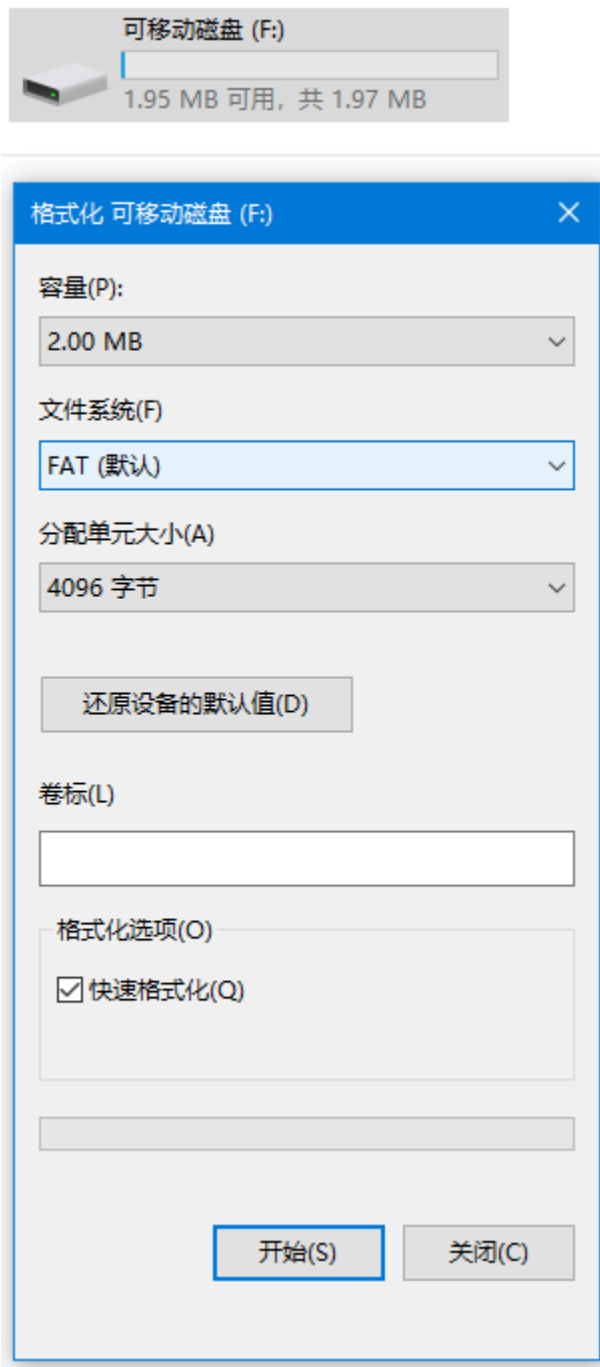 可移动磁盘 (F:)
1.95 MB 可用，共 1.97 MB
格式化 可移动磁盘 (F:)
容量(P):
2.00 MB
文件系统(F)
FAT (默认)
分配单元大小(A)
4096 字节
还原设备的默认值(D)
卷标(L)
格式化选项(O)
快速格式化(Q)
开始(S)
关闭(C)